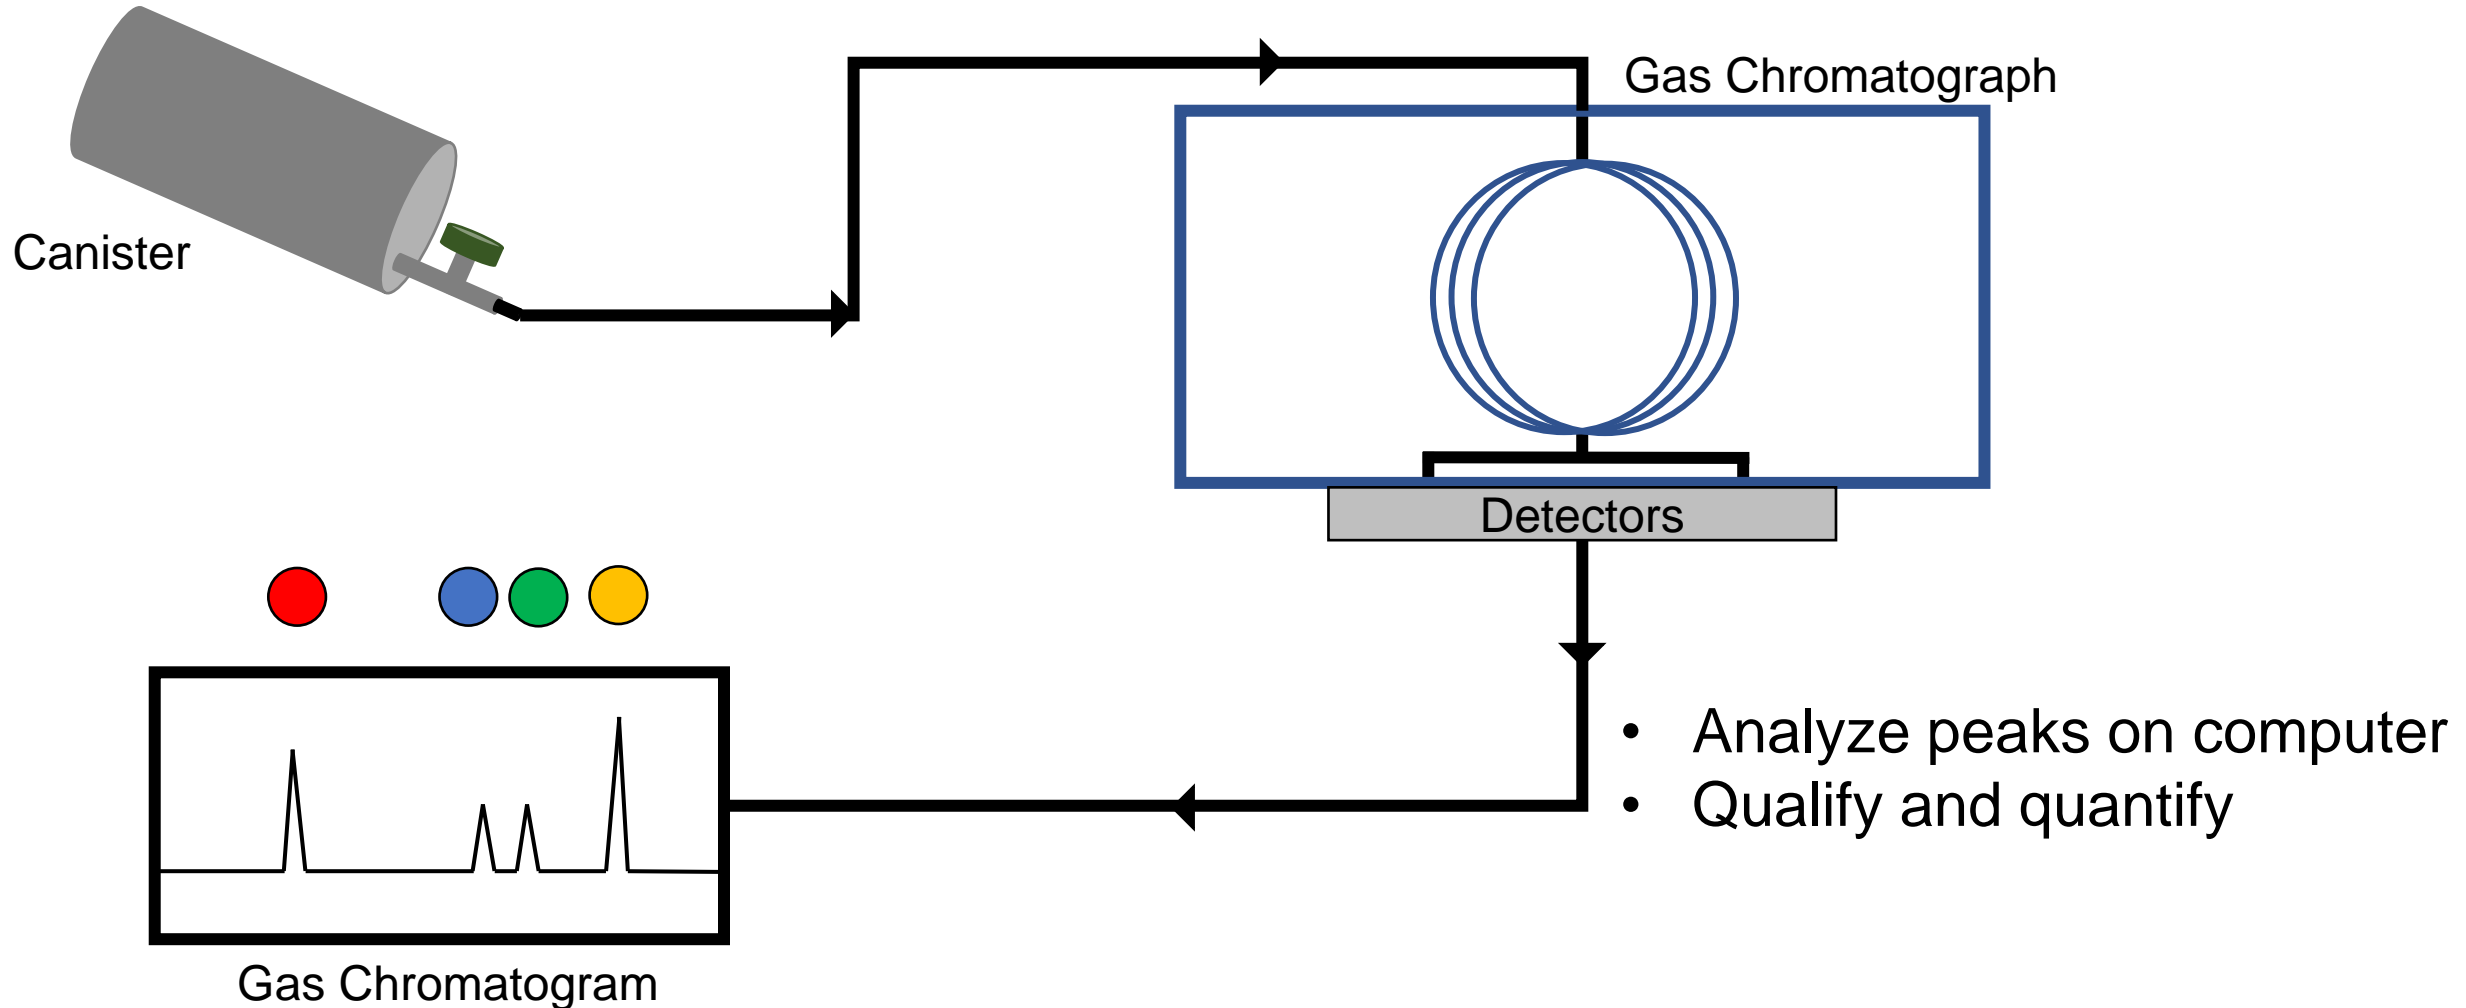 Gas Chromatograph
Canister
Detectors
• Analyze peaks on computer
• Qualify and quantify
Gas Chromatogram